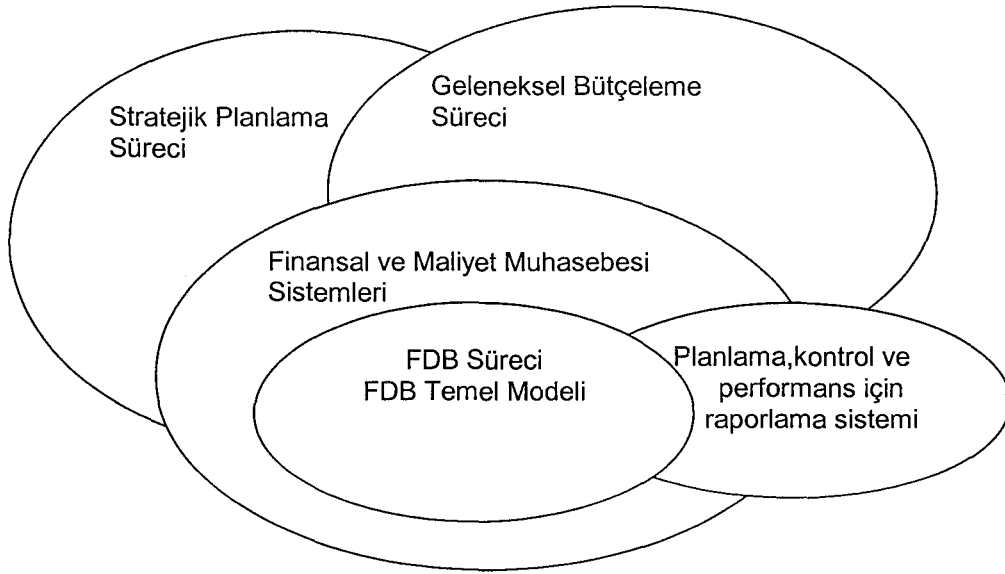 Stratejik Planlama
Süreci
Geleneksel Bütçeleme
Süreci
Finansal ve Maliyet Muhasebesi
Sistemleri
FDB Süreci
FDB Temel Modeli
Planlama,kontrol ve
performans için
raporlama sistemi